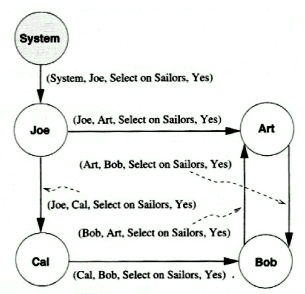 System
(System, Joe, Select on Sailors, Yes)
Joe
(Joe, Art, Select on Sailors, Yes)
Art
(Art, Bob, Select on Sailors, Yes)
(Joe, Cal, Select on Sailors, Yes)
(Bob, Art, Select on Sailors, Yes)
Cal
(Cal, Bob, Select on Sailors, Yes)
Bob